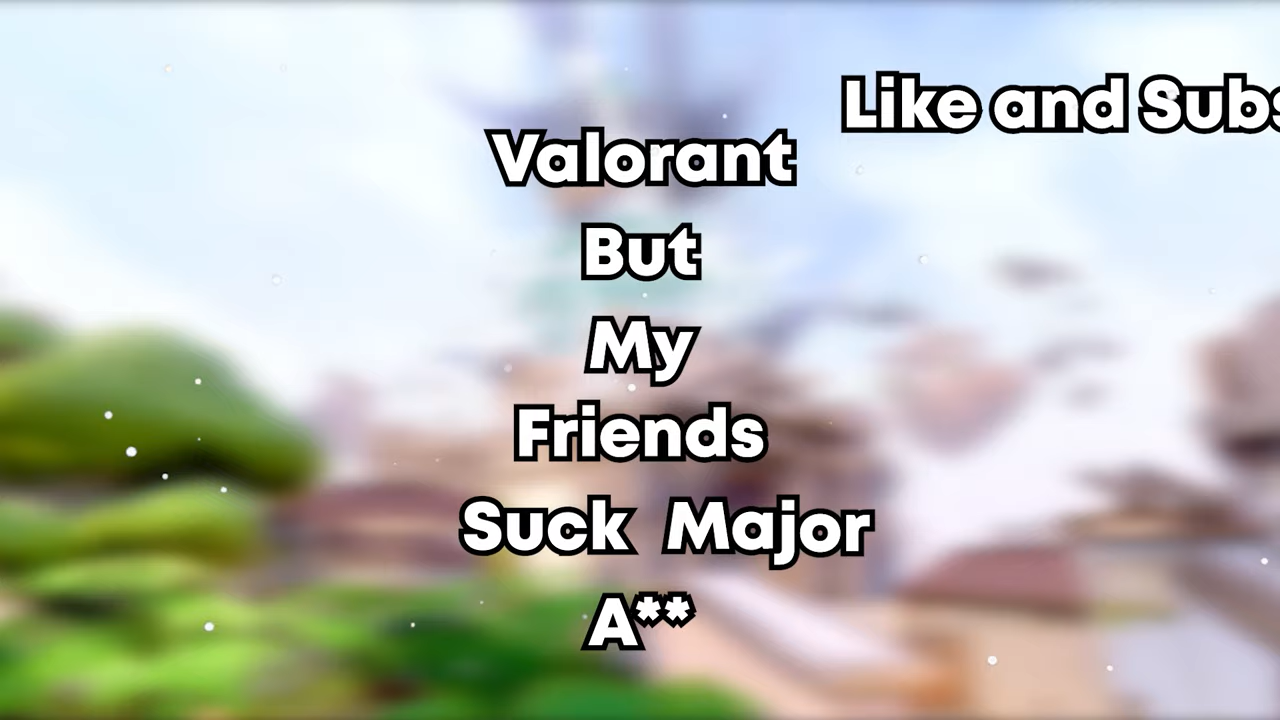 Like and Subs
Valorant
But
My
Friends
Suck Major
A**